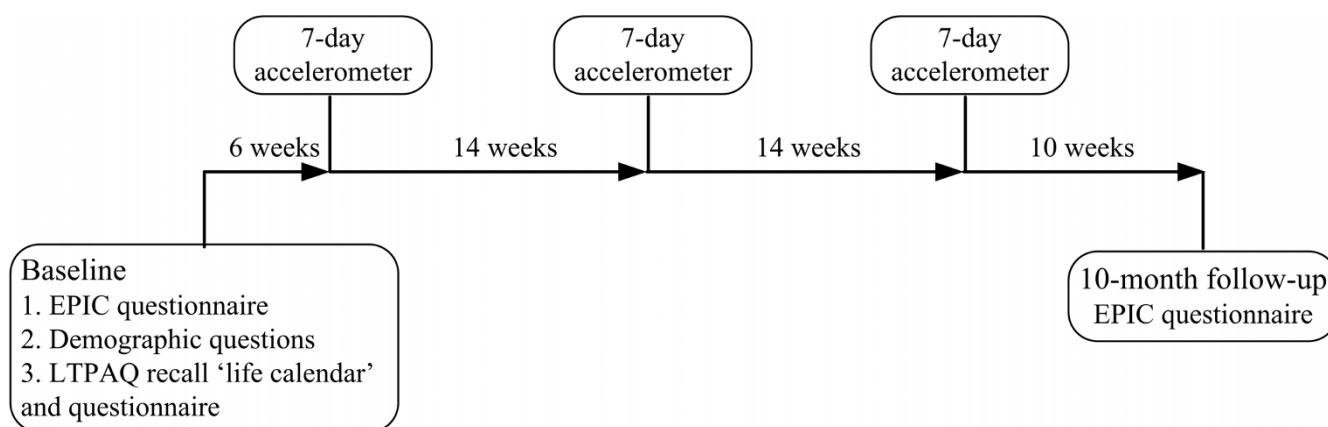 7-day
accelerometer
7-day
accelerometer
7-day
accelerometer
6 weeks
14 weeks
14 weeks
10 weeks
Baseline
1. EPIC questionnaire
2. Demographic questions
3. LTPAQ recall ‘life calendar’
and questionnaire
10-month follow-up
EPIC questionnaire